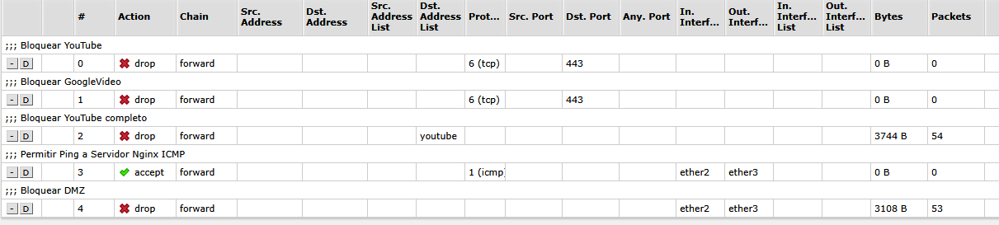 # Action Chain Src. Address Dst. Address Src. Address List Dst. Address List Prot... Src. Port Dst. Port Any. Port In. Interf... Out. Interf... In. Interf... List Out. Interf... List Bytes Packets
;;; Bloquear YouTube
- D 0 drop forward 6 (tcp) 443 0 B 0
;;; Bloquear GoogleVideo
- D 1 drop forward 6 (tcp) 443 0 B 0
;;; Bloquear YouTube completo
- D 2 drop forward youtube 3744 B 54
;;; Permitir Ping a Servidor Nginx ICMP
- D 3 accept forward 1 (icmp) ether2 ether3 0 B 0
;;; Bloquear DMZ
- D 4 drop forward ether2 ether3 3108 B 53